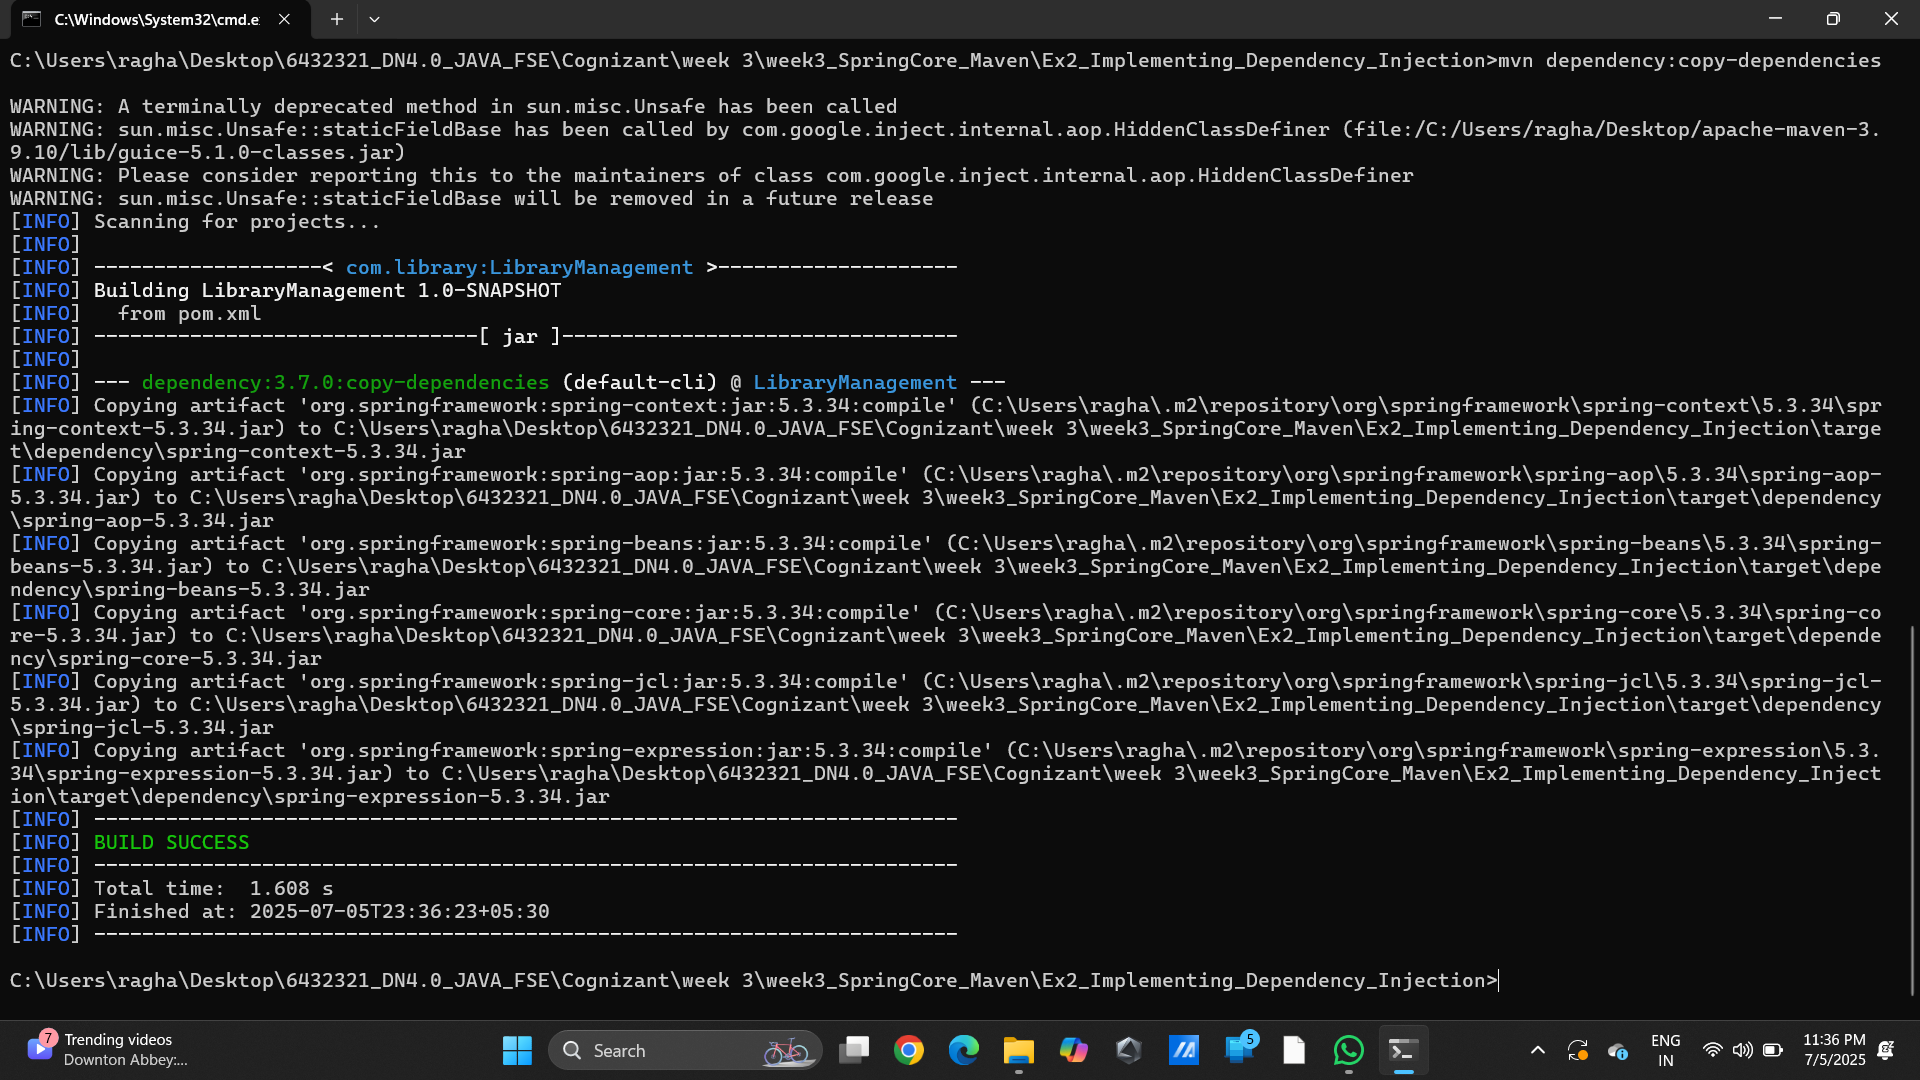 C:\Windows\System32\cmd.e
C:\Users\ragha\Desktop\6432321_DN4.0_JAVA_FSE\Cognizant\week 3\week3_SpringCore_Maven\Ex2_Implementing_Dependency_Injection>mvn dependency:copy-dependencies
WARNING: A terminally deprecated method in sun.misc.Unsafe has been called
WARNING: sun.misc.Unsafe::staticFieldBase has been called by com.google.inject.internal.aop.HiddenClassDefiner (file:/C:/Users/ragha/Desktop/apache-maven-3.
9.10/lib/guice-5.1.0-classes.jar)
WARNING: Please consider reporting this to the maintainers of class com.google.inject.internal.aop.HiddenClassDefiner
WARNING: sun.misc.Unsafe::staticFieldBase will be removed in a future release
[INFO] Scanning for projects...
[INFO]
[INFO] -------------------< com.library:LibraryManagement >--------------------
[INFO] Building LibraryManagement 1.0-SNAPSHOT
[INFO]   from pom.xml
[INFO] --------------------------------[ jar ]---------------------------------
[INFO]
[INFO] --- dependency:3.7.0:copy-dependencies (default-cli) @ LibraryManagement ---
[INFO] Copying artifact 'org.springframework:spring-context:jar:5.3.34:compile' (C:\Users\ragha\.m2\repository\org\springframework\spring-context\5.3.34\spr
ing-context-5.3.34.jar) to C:\Users\ragha\Desktop\6432321_DN4.0_JAVA_FSE\Cognizant\week 3\week3_SpringCore_Maven\Ex2_Implementing_Dependency_Injection\targe
t\dependency\spring-context-5.3.34.jar
[INFO] Copying artifact 'org.springframework:spring-aop:jar:5.3.34:compile' (C:\Users\ragha\.m2\repository\org\springframework\spring-aop\5.3.34\spring-aop-
5.3.34.jar) to C:\Users\ragha\Desktop\6432321_DN4.0_JAVA_FSE\Cognizant\week 3\week3_SpringCore_Maven\Ex2_Implementing_Dependency_Injection\target\dependency
\spring-aop-5.3.34.jar
[INFO] Copying artifact 'org.springframework:spring-beans:jar:5.3.34:compile' (C:\Users\ragha\.m2\repository\org\springframework\spring-beans\5.3.34\spring-
beans-5.3.34.jar) to C:\Users\ragha\Desktop\6432321_DN4.0_JAVA_FSE\Cognizant\week 3\week3_SpringCore_Maven\Ex2_Implementing_Dependency_Injection\target\depe
ndency\spring-beans-5.3.34.jar
[INFO] Copying artifact 'org.springframework:spring-core:jar:5.3.34:compile' (C:\Users\ragha\.m2\repository\org\springframework\spring-core\5.3.34\spring-co
re-5.3.34.jar) to C:\Users\ragha\Desktop\6432321_DN4.0_JAVA_FSE\Cognizant\week 3\week3_SpringCore_Maven\Ex2_Implementing_Dependency_Injection\target\depende
ncy\spring-core-5.3.34.jar
[INFO] Copying artifact 'org.springframework:spring-jcl:jar:5.3.34:compile' (C:\Users\ragha\.m2\repository\org\springframework\spring-jcl\5.3.34\spring-jcl-
5.3.34.jar) to C:\Users\ragha\Desktop\6432321_DN4.0_JAVA_FSE\Cognizant\week 3\week3_SpringCore_Maven\Ex2_Implementing_Dependency_Injection\target\dependency
\spring-jcl-5.3.34.jar
[INFO] Copying artifact 'org.springframework:spring-expression:jar:5.3.34:compile' (C:\Users\ragha\.m2\repository\org\springframework\spring-expression\5.3.
34\spring-expression-5.3.34.jar) to C:\Users\ragha\Desktop\6432321_DN4.0_JAVA_FSE\Cognizant\week 3\week3_SpringCore_Maven\Ex2_Implementing_Dependency_Inject
ion\target\dependency\spring-expression-5.3.34.jar
[INFO] ------------------------------------------------------------------------
[INFO] BUILD SUCCESS
[INFO] ------------------------------------------------------------------------
[INFO] Total time:  1.608 s
[INFO] Finished at: 2025-07-05T23:36:23+05:30
[INFO] ------------------------------------------------------------------------
C:\Users\ragha\Desktop\6432321_DN4.0_JAVA_FSE\Cognizant\week 3\week3_SpringCore_Maven\Ex2_Implementing_Dependency_Injection>
7
Trending videos
Downton Abbey:...
Search
5
ENG
IN
11:36 PM
7/5/2025